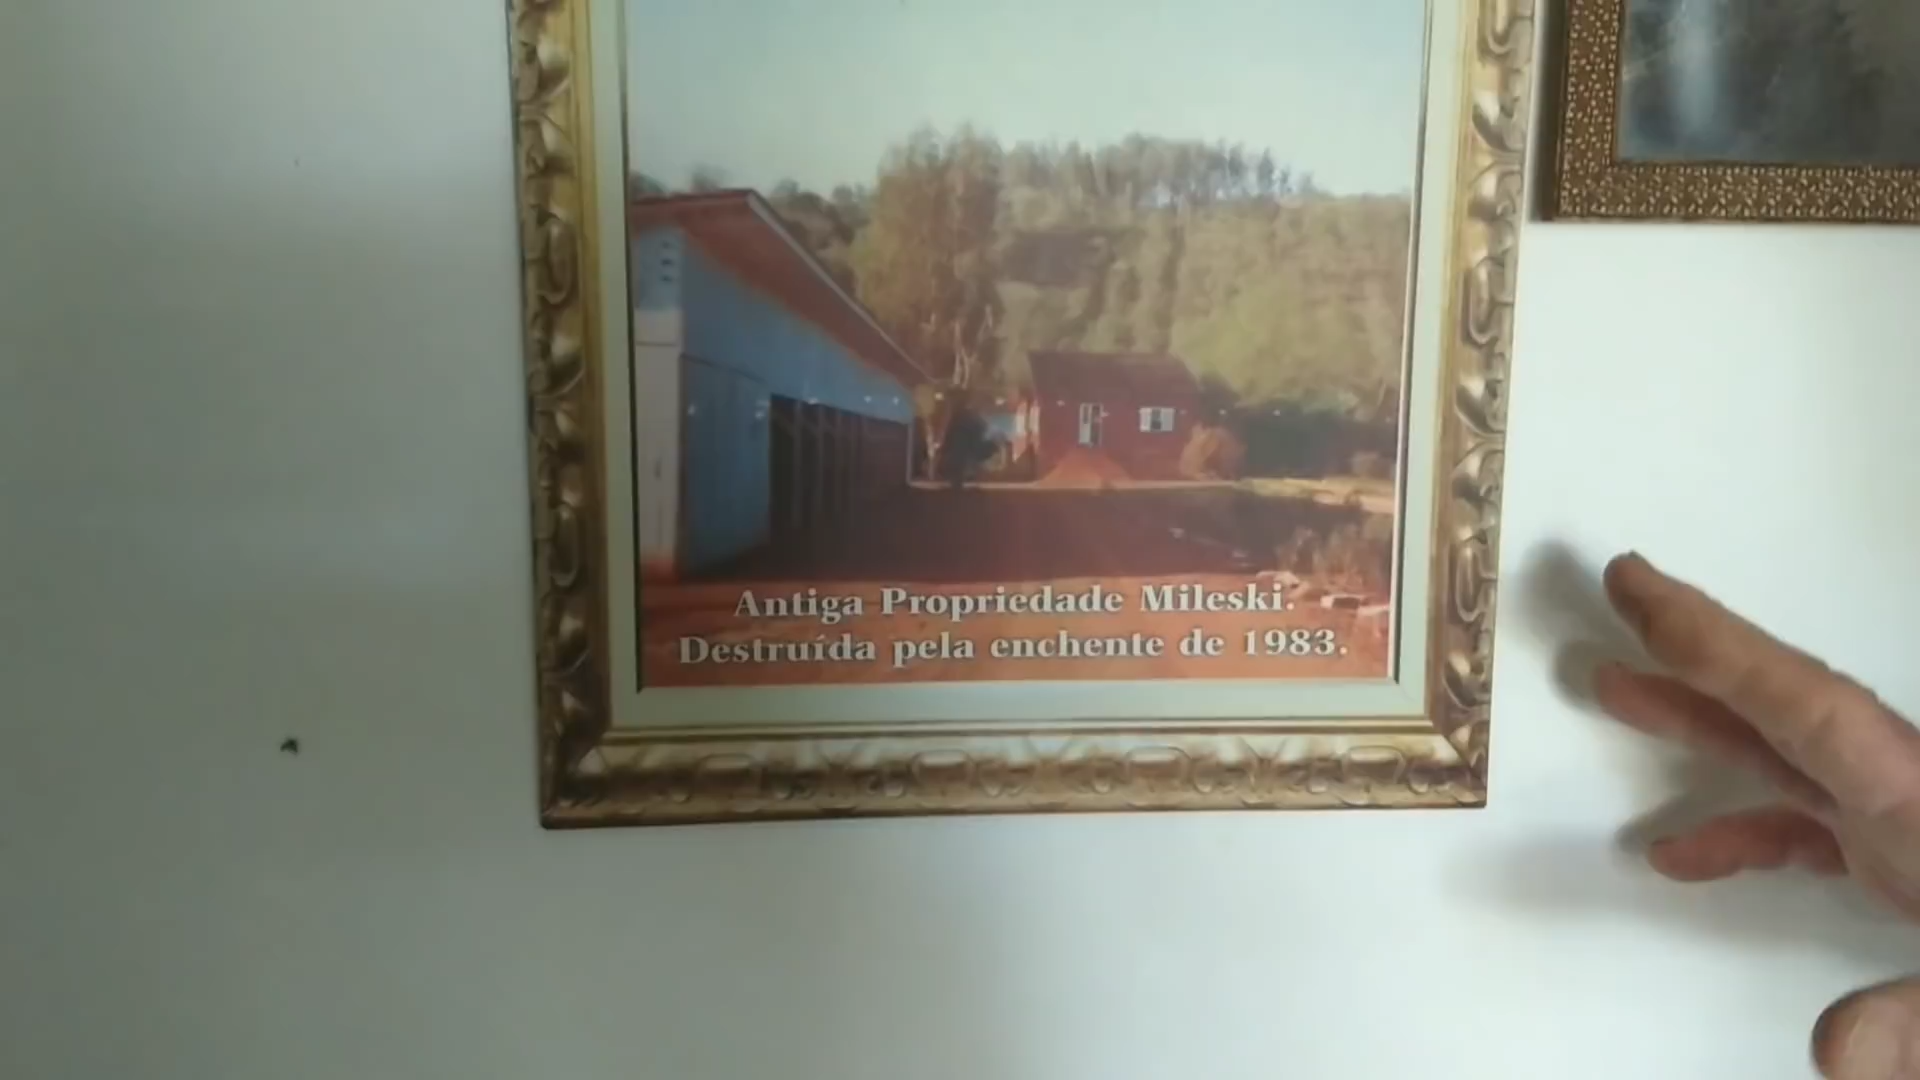 Antiga Propriedade Mileski.
Destruída pela enchente de 1983.